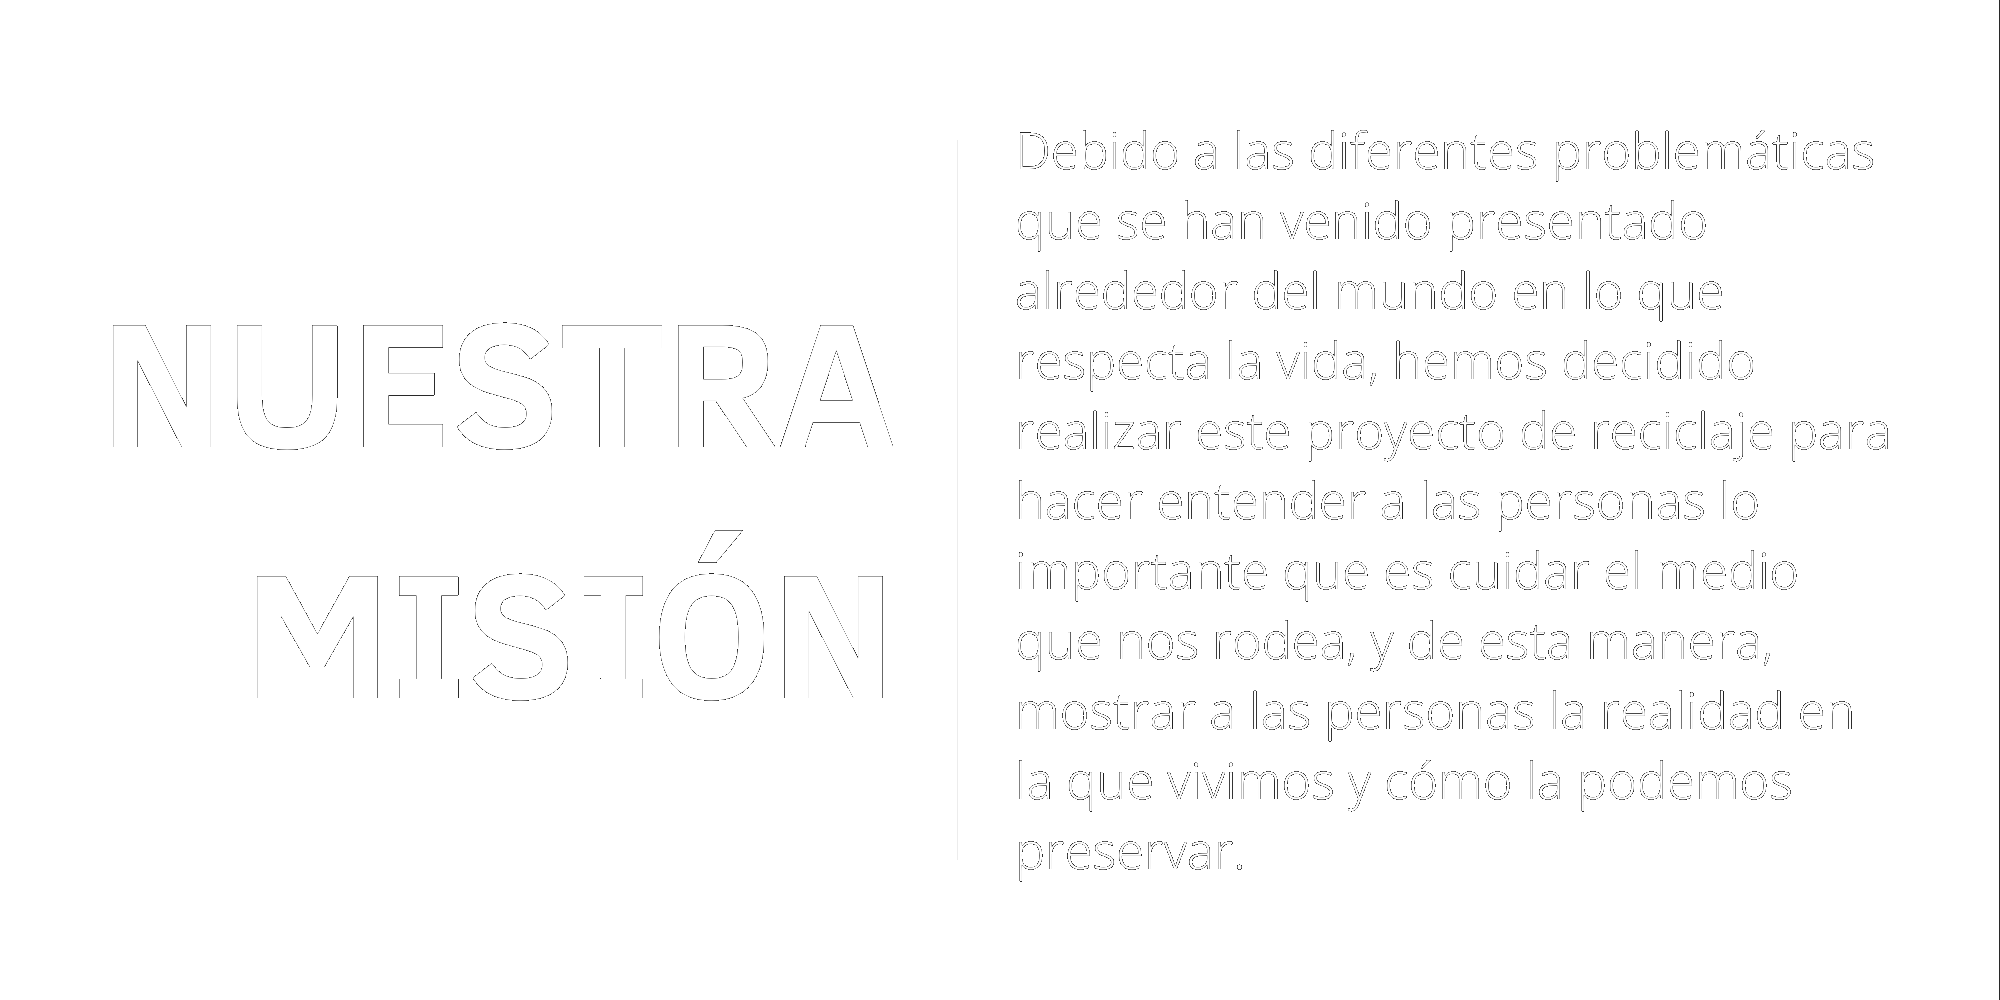 NUESTRA
MISIÓN
Debido a las diferentes problemáticas
que se han venido presentado
alrededor del mundo en lo que
respecta la vida, hemos decidido
realizar este proyecto de reciclaje para
hacer entender a las personas lo
importante que es cuidar el medio
que nos rodea, y de esta manera,
mostrar a las personas la realidad en
la que vivimos y cómo la podemos
preservar.